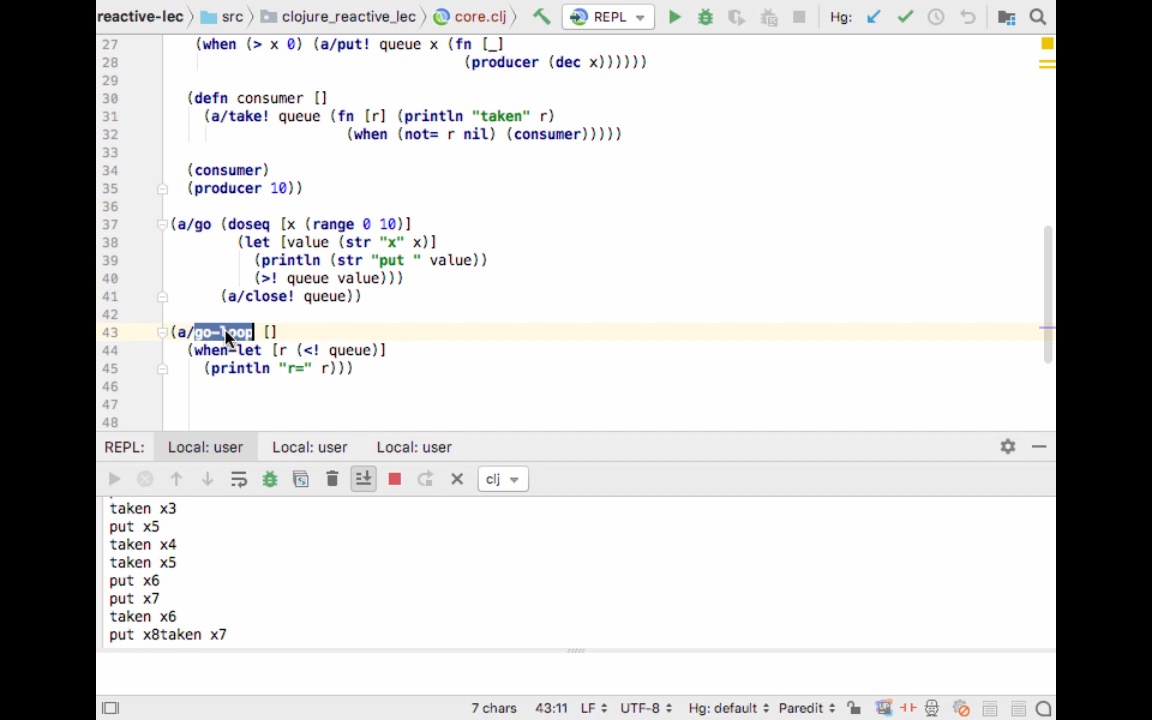 reactive-lec src clojure_reactive_lec core.clj REPL Hg:
27 (when (> x 0) (a/put! queue x (fn [_]
28 (producer (dec x))))))
29
30 (defn consumer []
31 (a/take! queue (fn [r] (println "taken" r)
32 (when (not= r nil) (consumer)))))
33
34 (consumer)
35 (producer 10))
36
37 (a/go (doseq [x (range 0 10)]
38 (let [value (str "x" x)]
39 (println (str "put " value))
40 (>! queue value)))
41 (a/close! queue))
42
43 (a/go-loop []
44 (when-let [r (<! queue)]
45 (println "r=" r)))
46
47
48
REPL: Local: user Local: user Local: user
clj
taken x3
put x5
taken x4
taken x5
put x6
put x7
taken x6
put x8taken x7
7 chars 43:11 LF UTF-8 Hg: default Paredit